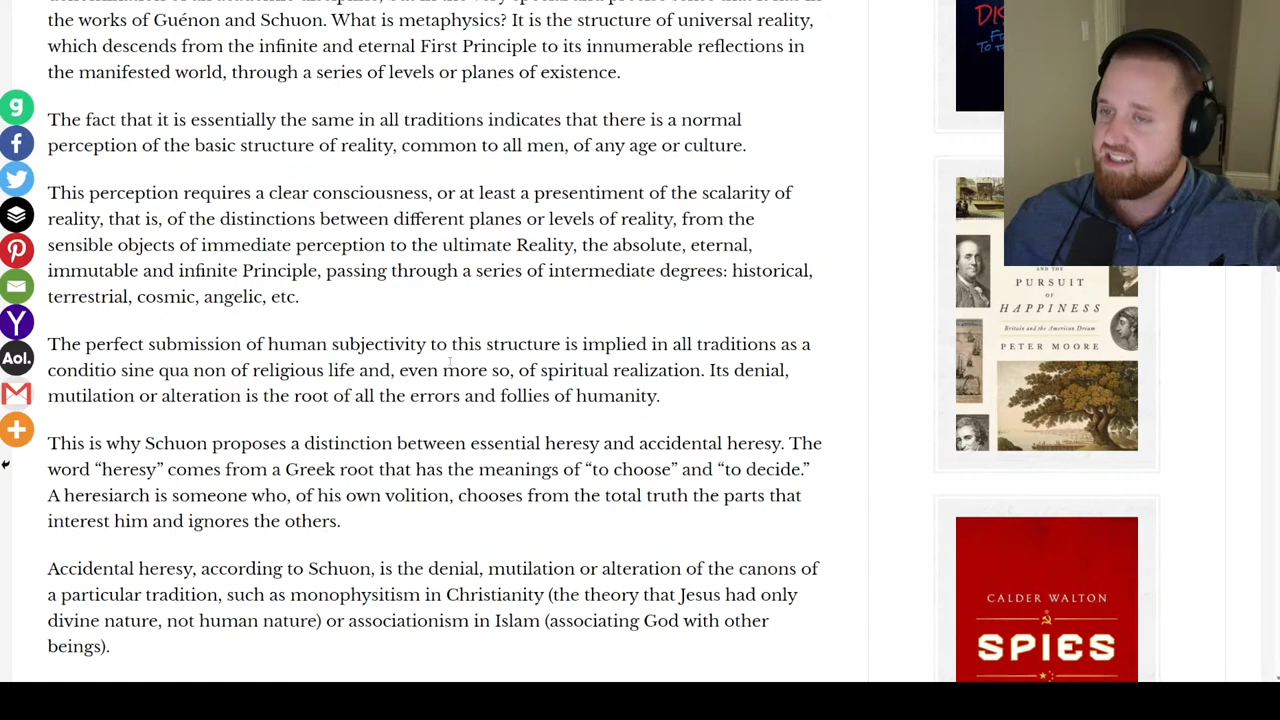 the works of Guénon and Schuon. What is metaphysics? It is the structure of universal reality,
which descends from the infinite and eternal First Principle to its innumerable reflections in
the manifested world, through a series of levels or planes of existence.
The fact that it is essentially the same in all traditions indicates that there is a normal
perception of the basic structure of reality, common to all men, of any age or culture.
This perception requires a clear consciousness, or at least a presentiment of the scalarity of
reality, that is, of the distinctions between different planes or levels of reality, from the
sensible objects of immediate perception to the ultimate Reality, the absolute, eternal,
immutable and infinite Principle, passing through a series of intermediate degrees: historical,
terrestrial, cosmic, angelic, etc.
The perfect submission of human subjectivity to this structure is implied in all traditions as a
conditio sine qua non of religious life and, even more so, of spiritual realization. Its denial,
mutilation or alteration is the root of all the errors and follies of humanity.
This is why Schuon proposes a distinction between essential heresy and accidental heresy. The
word “heresy” comes from a Greek root that has the meanings of “to choose” and “to decide.”
A heresiarch is someone who, of his own volition, chooses from the total truth the parts that
interest him and ignores the others.
Accidental heresy, according to Schuon, is the denial, mutilation or alteration of the canons of
a particular tradition, such as monophysitism in Christianity (the theory that Jesus had only
divine nature, not human nature) or associationism in Islam (associating God with other
beings).
g
f
Y
Aol.
M
AND THE
PURSUIT
OF
HAPPINESS
Britain and the American Dream
PETER MOORE
CALDER WALTON
SPIES